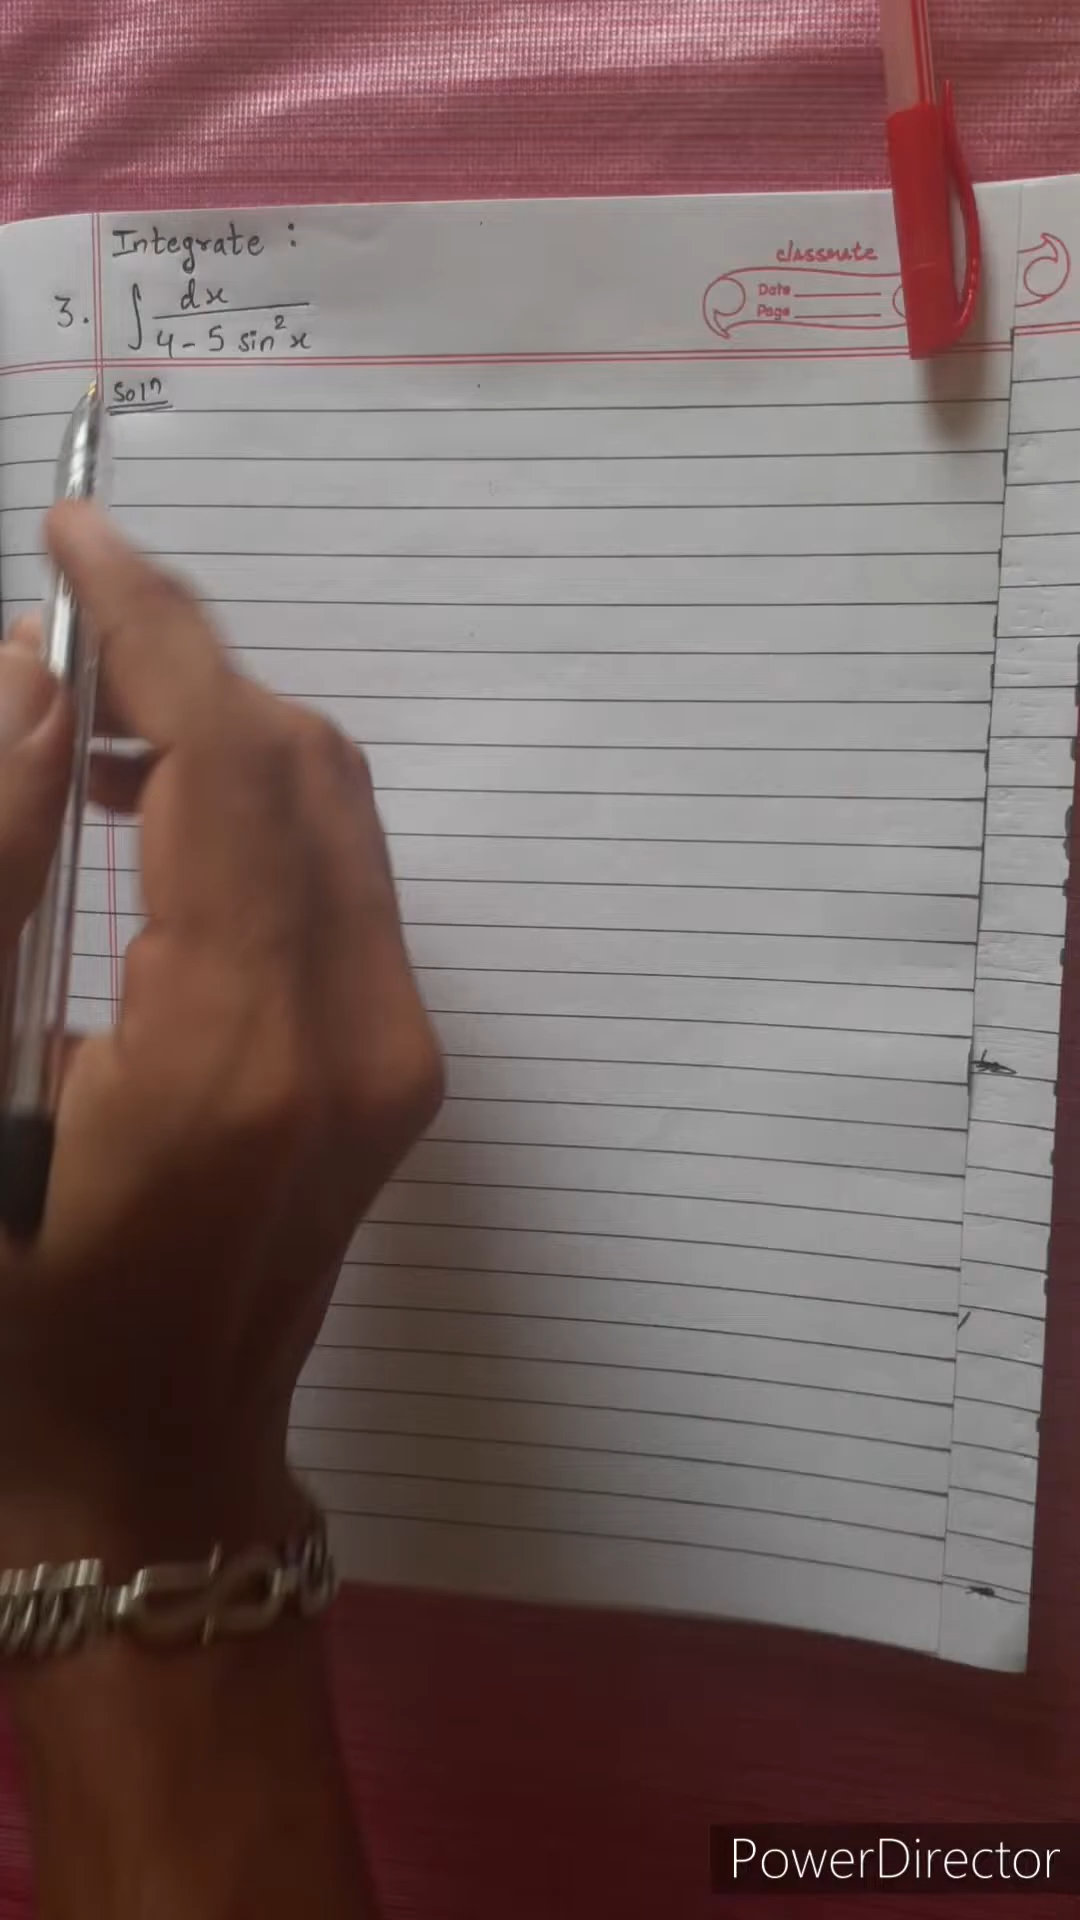 Integrate :
classmate
Date
Page
3. ∫ dx / 4 - 5 sin²x
Solⁿ
PowerDirector